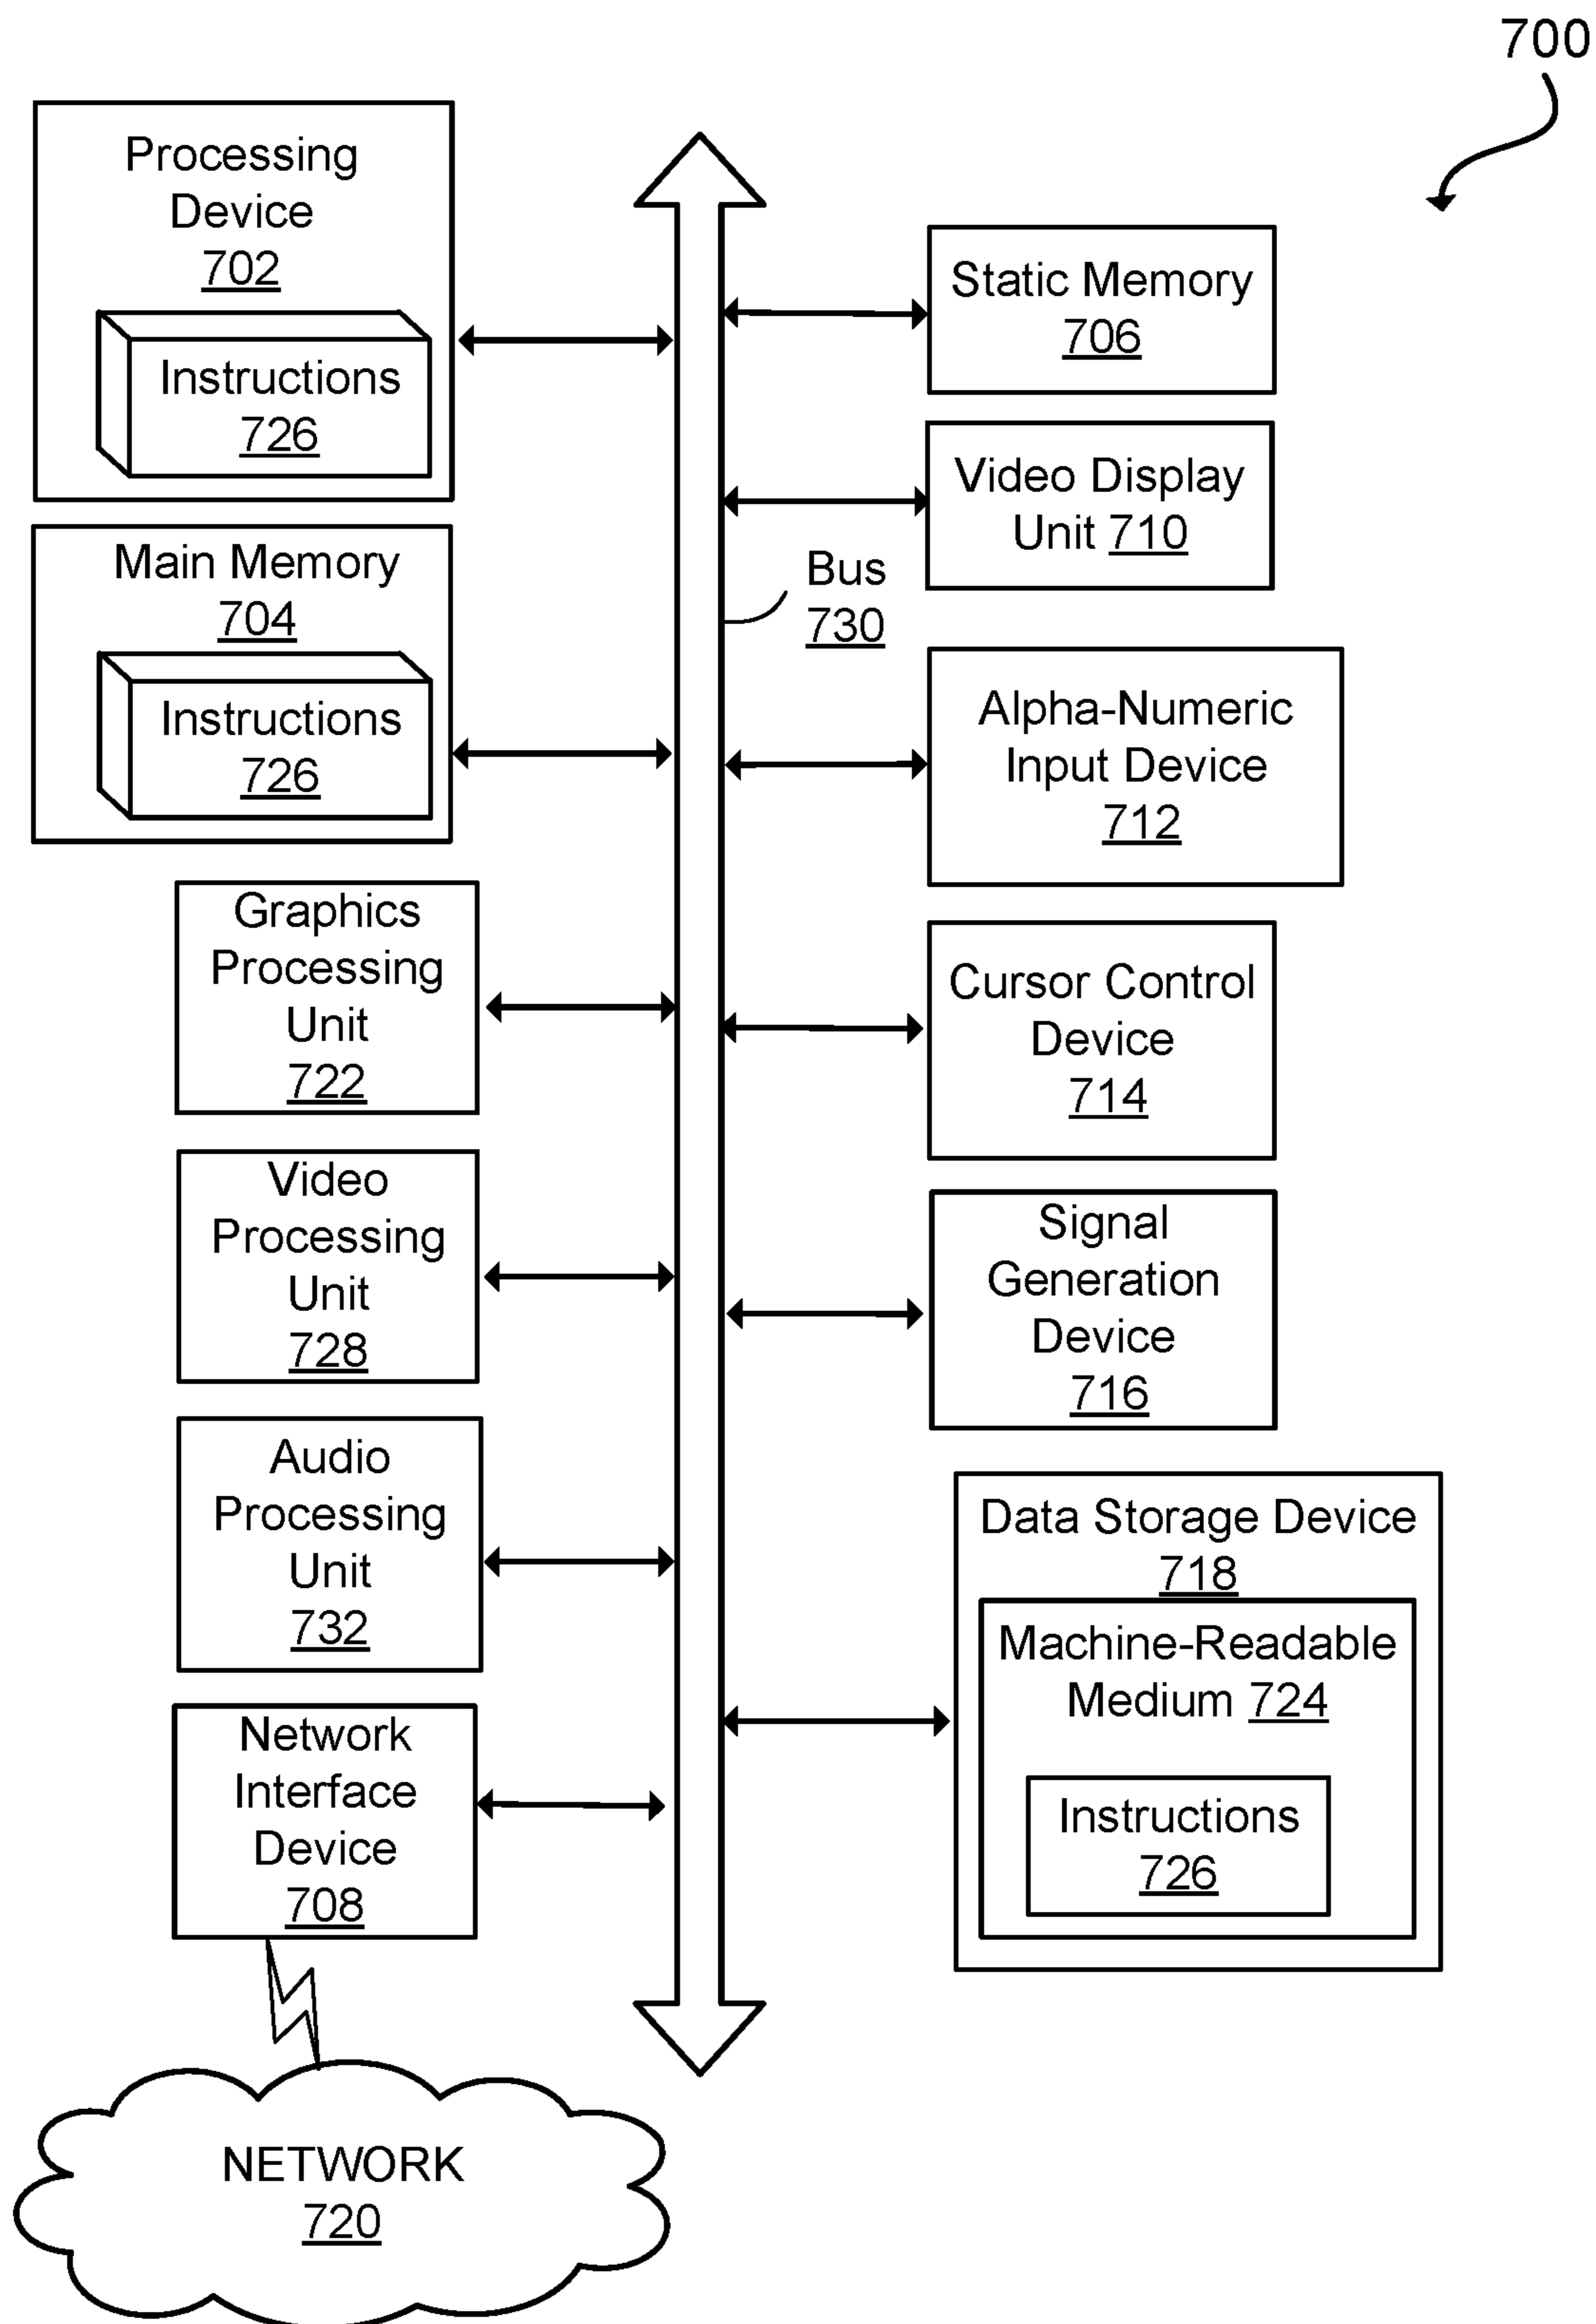 700
Processing
Device
702
Instructions
726
Main Memory
704
Instructions
726
Graphics
Processing
Unit
722
Video
Processing
Unit
728
Audio
Processing
Unit
732
Network
Interface
Device
708
NETWORK
720
Bus
730
Static Memory
706
Video Display
Unit 710
Alpha-Numeric
Input Device
712
Cursor Control
Device
714
Signal
Generation
Device
716
Data Storage Device
718
Machine-Readable
Medium 724
Instructions
726